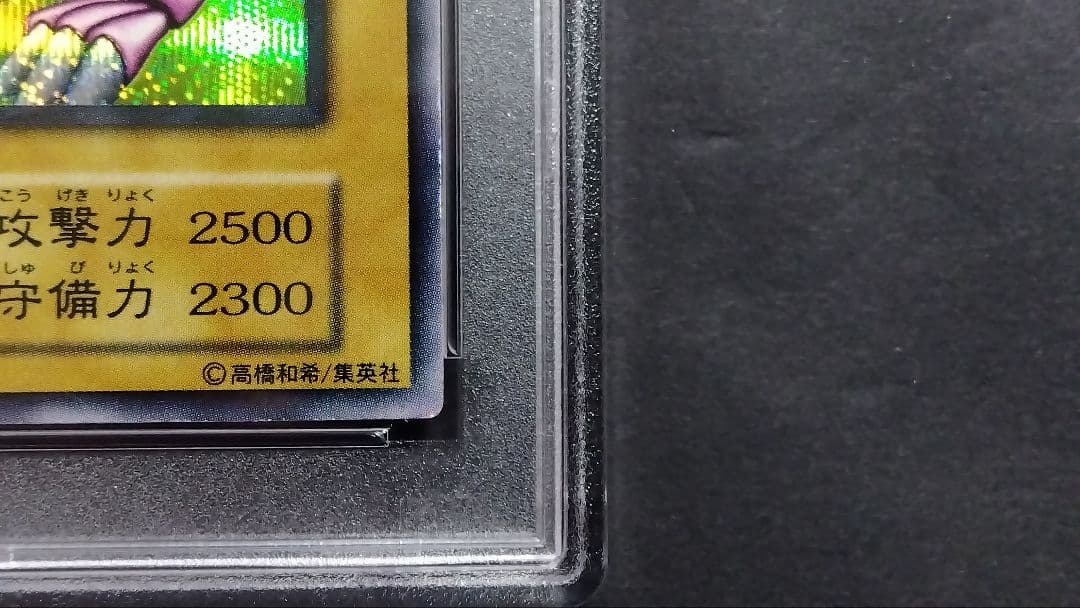 こう げき りょく
攻撃力 2500
しゅ び りょく
守備力 2300
©高橋和希/集英社